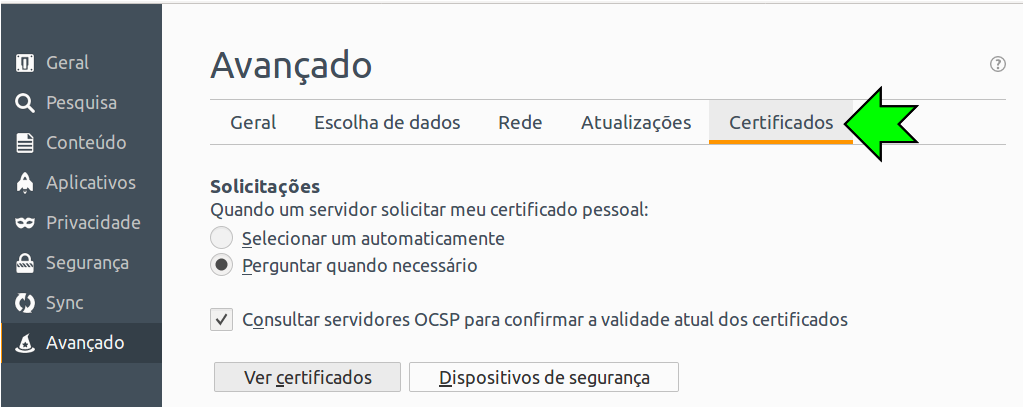 Geral
Pesquisa
Conteúdo
Aplicativos
Privacidade
Segurança
Sync
Avançado
Avançado
?
Geral Escolha de dados Rede Atualizações Certificados
Solicitações
Quando um servidor solicitar meu certificado pessoal:
Selecionar um automaticamente
Perguntar quando necessário
Consultar servidores OCSP para confirmar a validade atual dos certificados
Ver certificados Dispositivos de segurança